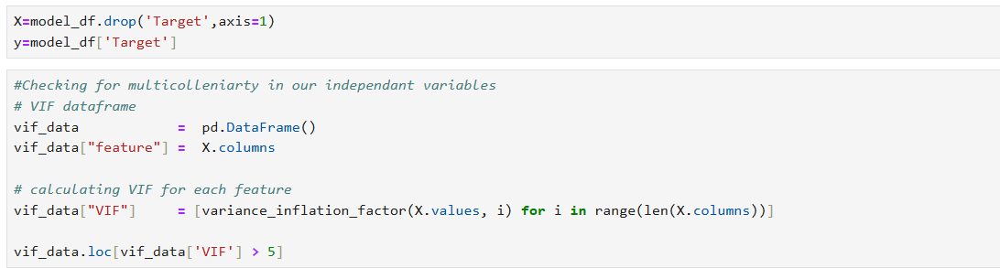 X=model_df.drop('Target',axis=1)
y=model_df['Target']
#Checking for multicolleniarty in our independant variables
# VIF dataframe
vif_data            =  pd.DataFrame()
vif_data["feature"] =  X.columns
# calculating VIF for each feature
vif_data["VIF"]     = [variance_inflation_factor(X.values, i) for i in range(len(X.columns))]
vif_data.loc[vif_data['VIF'] > 5]